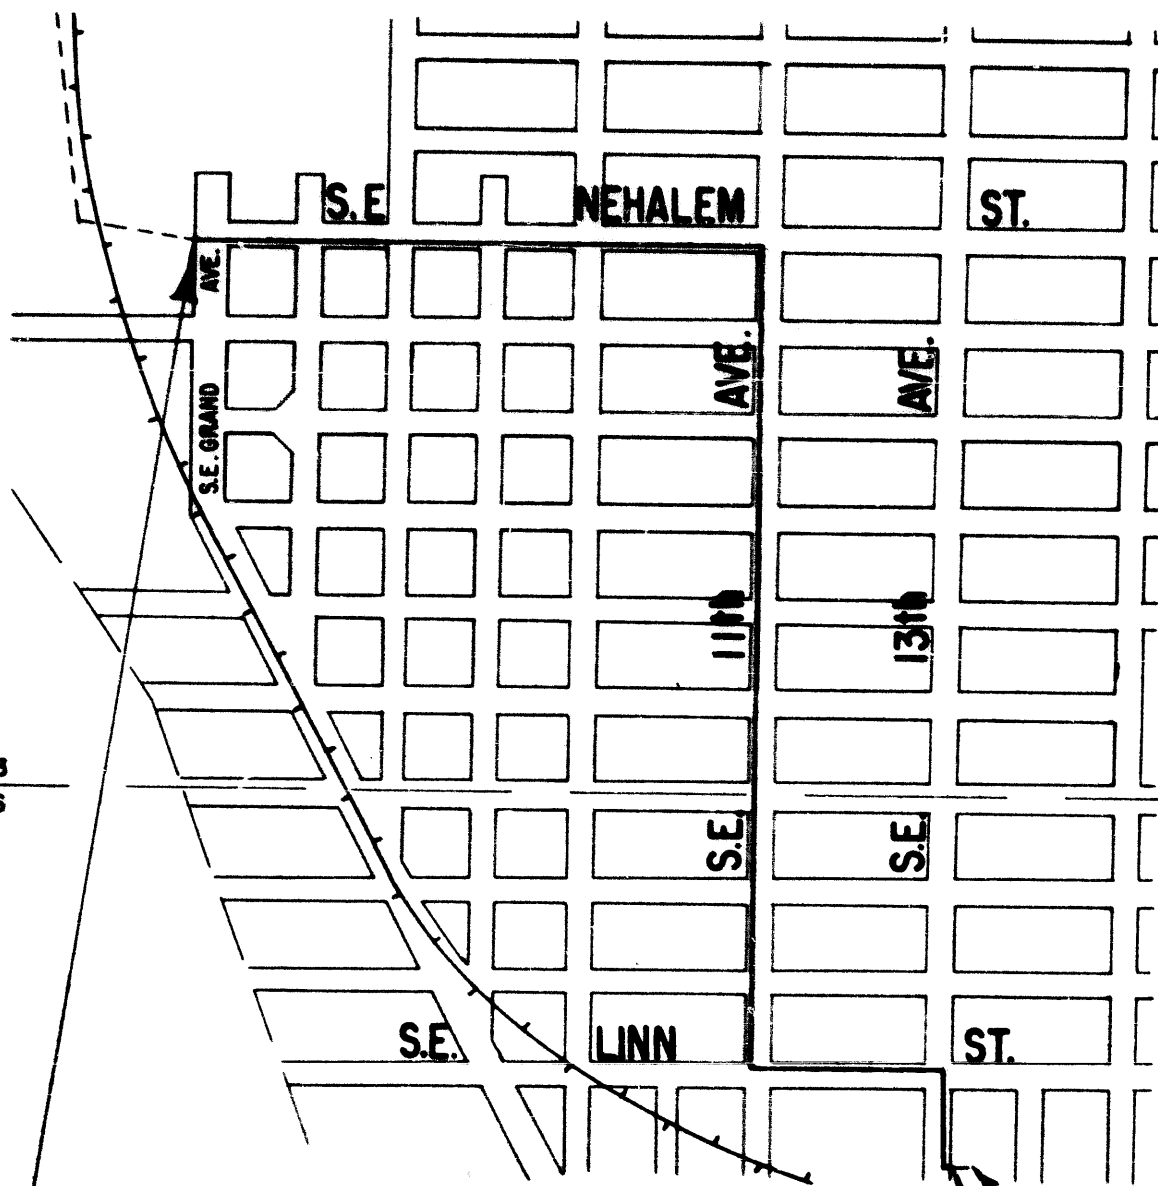 S.E NEHALEM ST.
AVE.
S.E. GRAND
AVE.
AVE.
11th
13th
S.E.
S.E.
S.E. LINN ST.